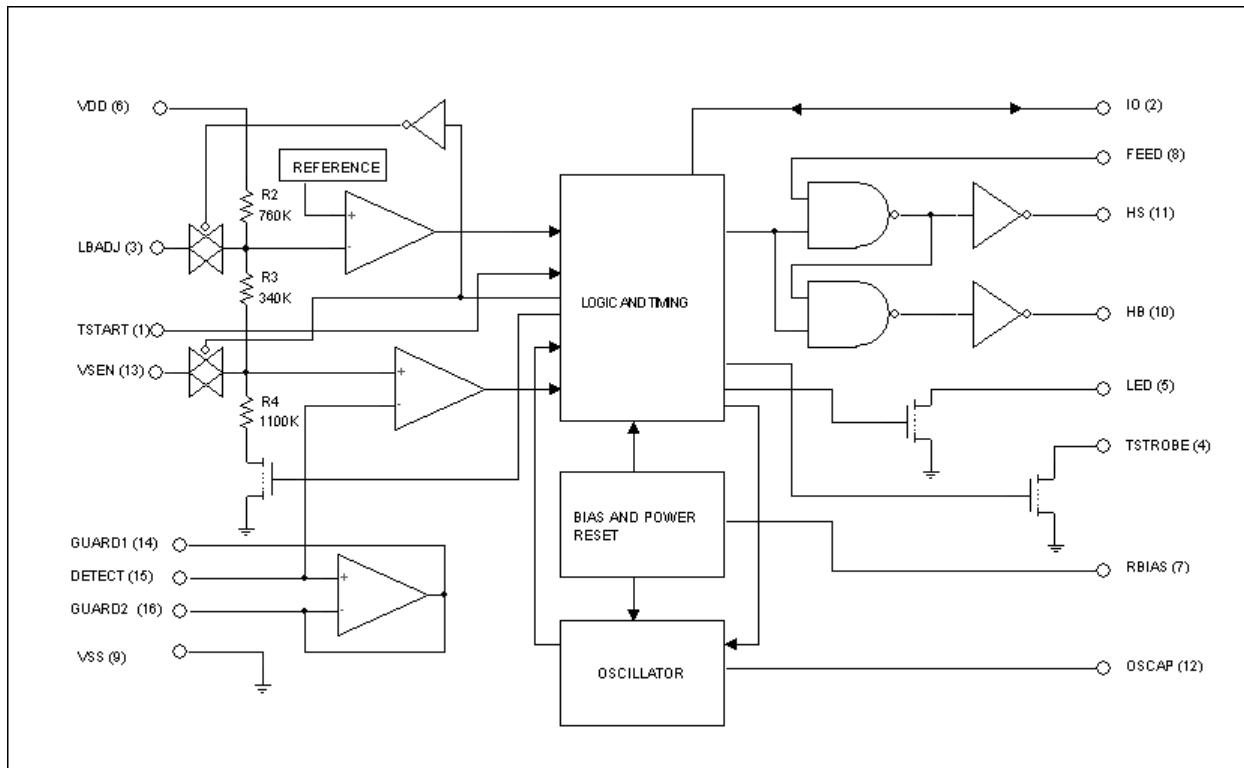 VDD (6)
LBADJ (3)
TSTART (1)
VSEN (13)
GUARD1 (14)
DETECT (15)
GUARD2 (16)
VSS (9)
REFERENCE
R2
760K
R3
340K
R4
1100K
+
-
+
-
+
-
LOGIC AND TIMING
BIAS AND POWER
RESET
OSCILLATOR
IO (2)
FEED (8)
HS (11)
HB (10)
LED (5)
TSTROBE (4)
RBIAS (7)
OSCAP (12)